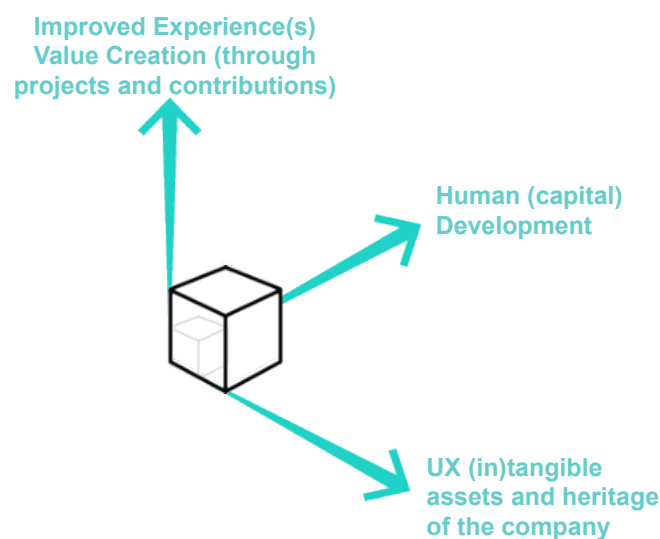 Improved Experience(s)
Value Creation (through
projects and contributions)
Human (capital)
Development
UX (in)tangible
assets and heritage
of the company